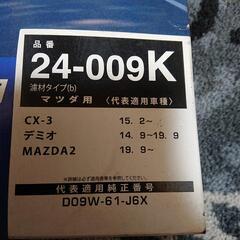 品番
24-009K
濾材タイプ(b)
マツダ用 〈代表適用車種〉
CX-3 15. 2~
デミオ 14. 9~19. 9
MAZDA2 19. 9~
代表適用純正番号
D09W-61-J6X